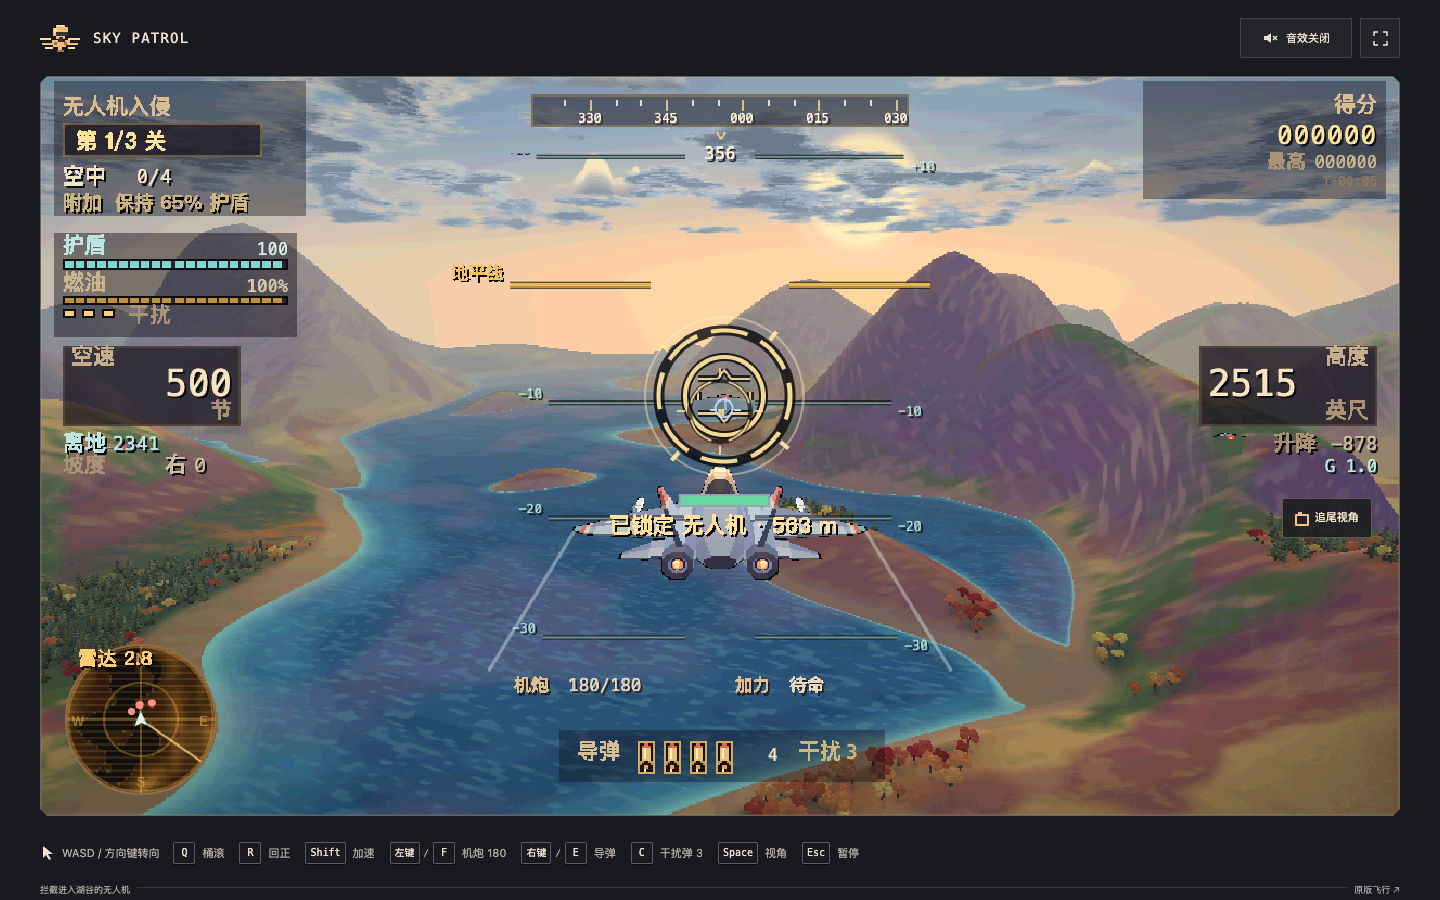 SKY PATROL
音效关闭
无人机入侵
第 1/3 关
空中 0/4
附加 保持 65% 护盾
护盾 100
燃油 100%
干扰
空速
500
节
离地 2341
坡度 右 0
330 345 000 015 030
356
+10
得分
000000
最高 000000
T+00:06
地平线
-10 -10
-20 -20
-30 -30
已锁定 无人机 · 563 m
高度
2515
英尺
升降 -878
G 1.0
追尾视角
雷达 2.8
W E
S
机炮 180/180 加力 待命
导弹 4 干扰 3
WASD / 方向键转向 Q 桶滚 R 回正 Shift 加速 左键 / F 机炮 180 右键 / E 导弹 C 干扰弹 3 Space 视角 Esc 暂停
拦截进入湖谷的无人机
原版飞行 ↗